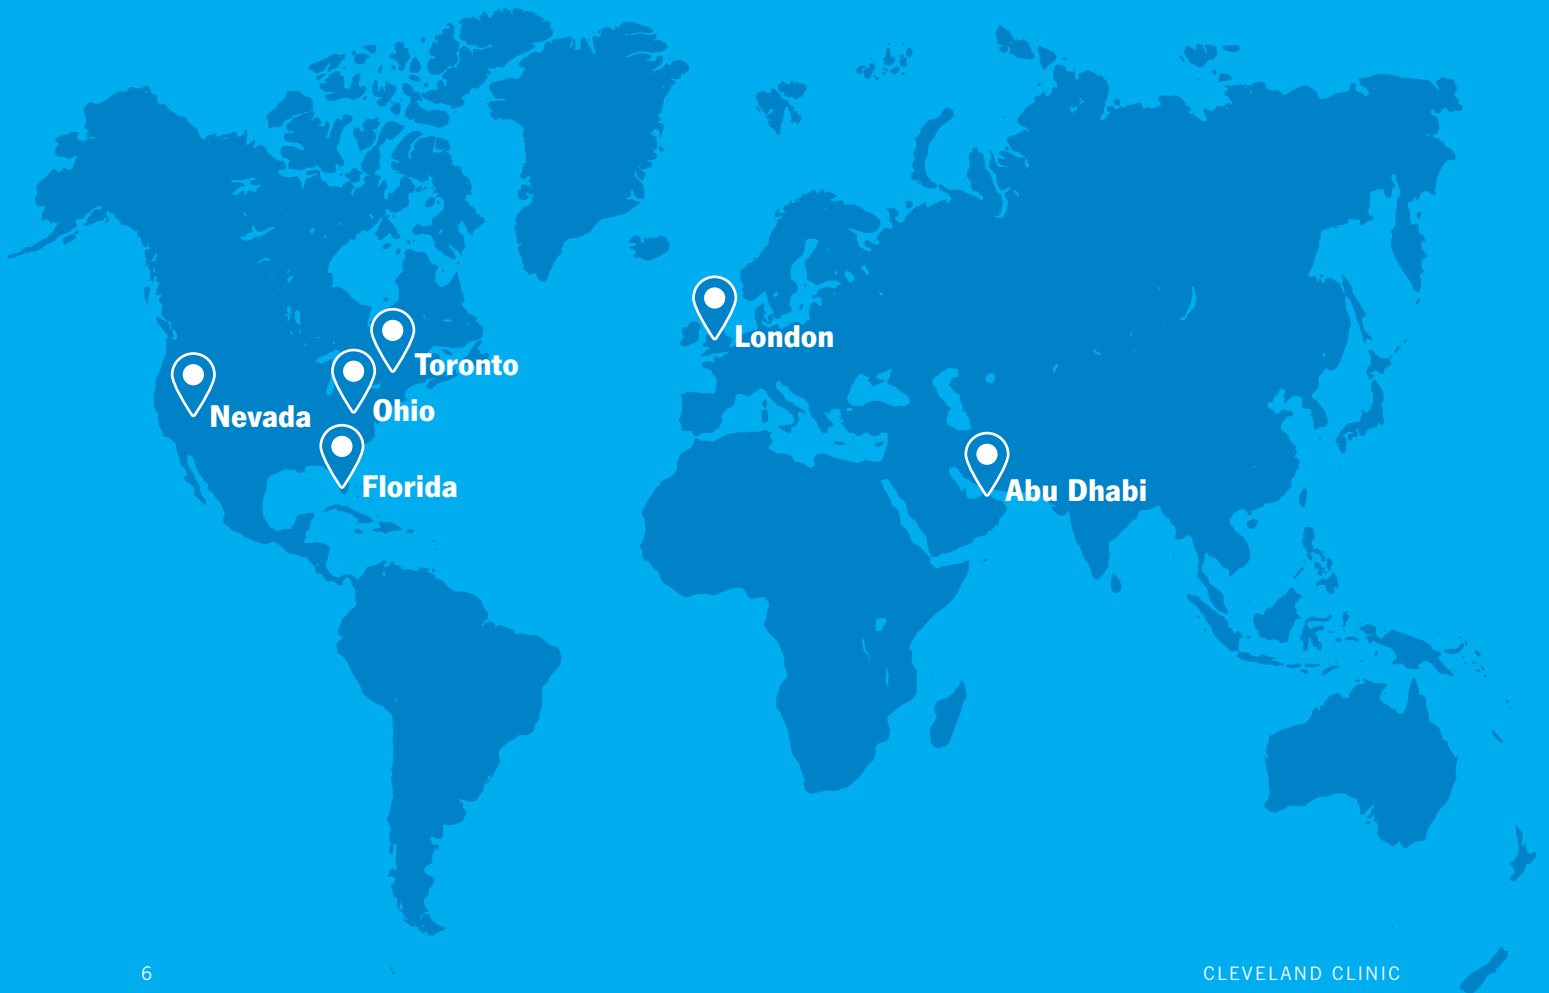 London
Toronto
Ohio
Nevada
Florida
Abu Dhabi
6
CLEVELAND CLINIC